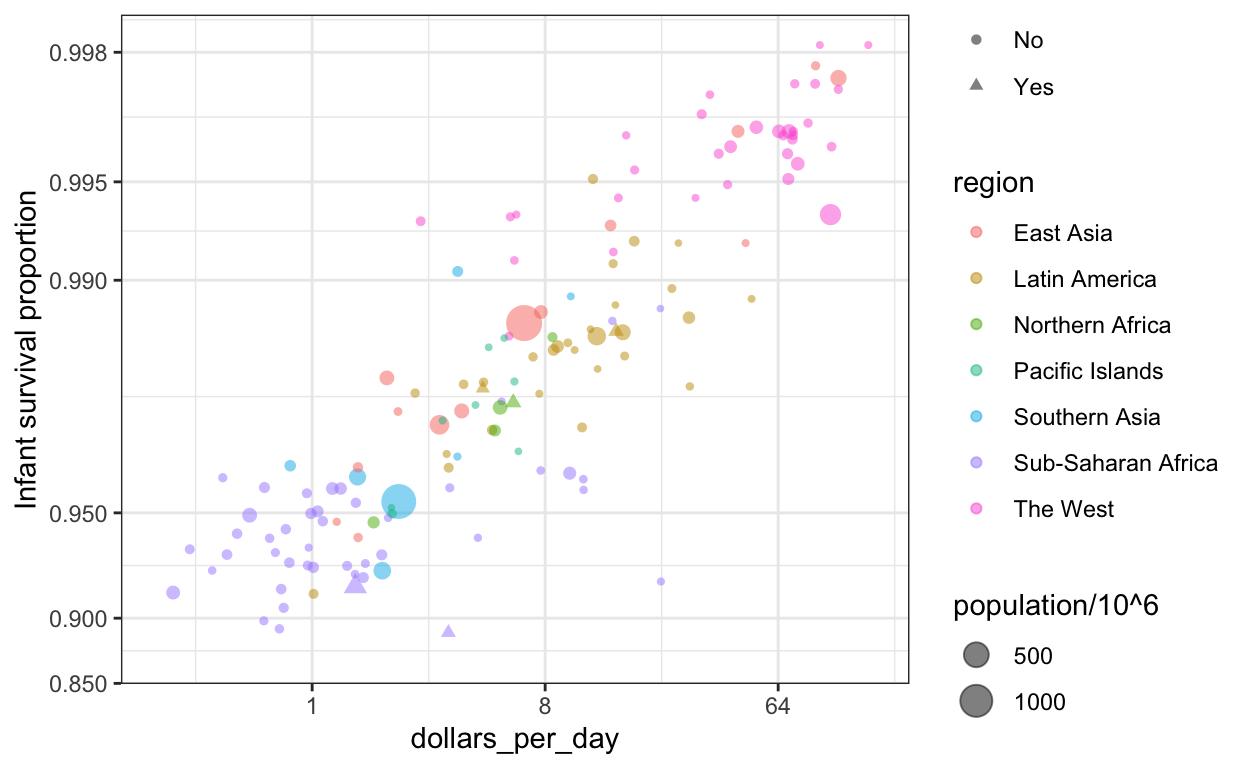 0.998
0.995
0.990
0.950
0.900
0.850
Infant survival proportion
1
8
64
dollars_per_day
No
Yes
region
East Asia
Latin America
Northern Africa
Pacific Islands
Southern Asia
Sub-Saharan Africa
The West
population/10^6
500
1000